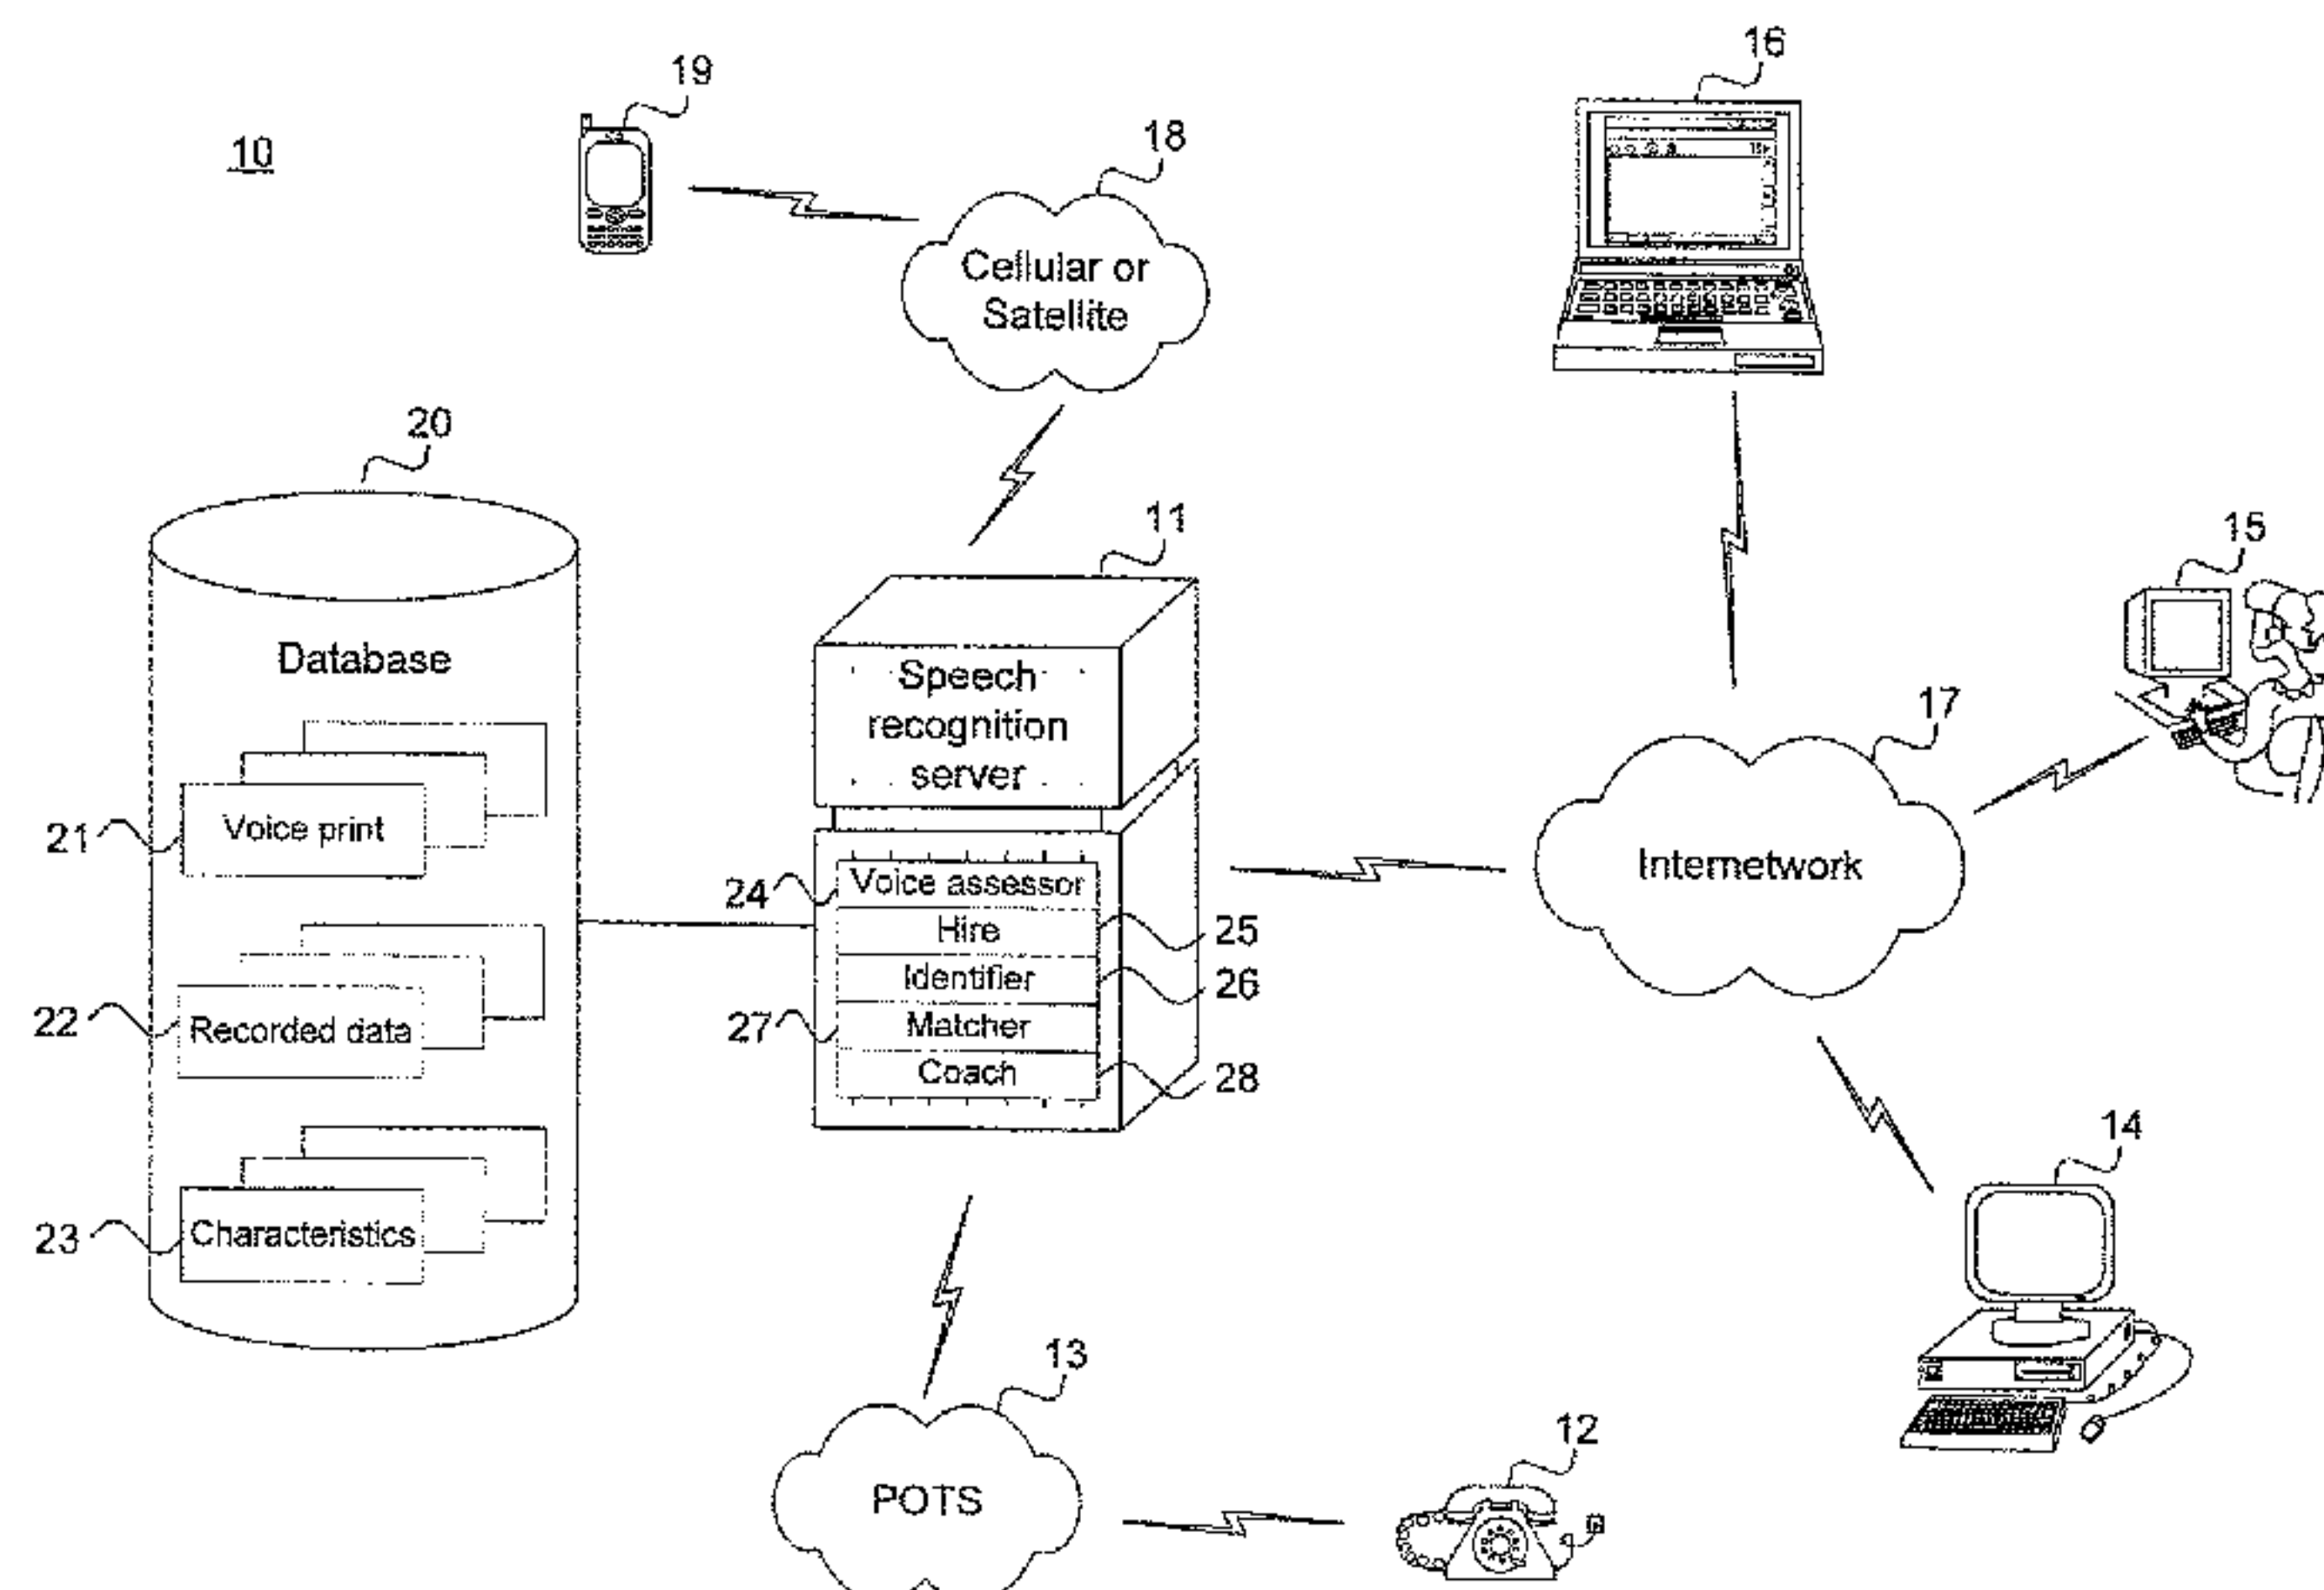 16
19
18
10
Cellular or
Satellite
20
11
15
Database
Speech
recognition
server
17
21
Voice print
Internetwork
24
Voice assessor
Hire
25
Identifier
26
22
Recorded data
27
Matcher
Coach
28
14
23
Characteristics
13
12
POTS